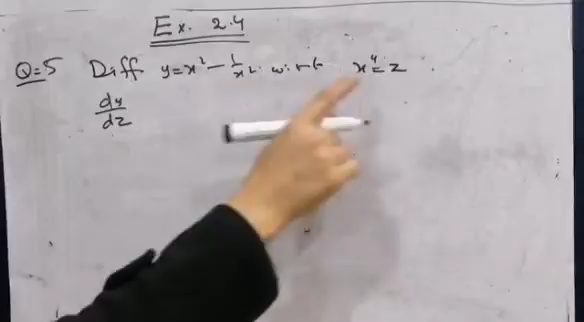 Ex. 2.4
Q=5 Diff y=x² - 1/x² w.r.t x⁴=z
dy/dz